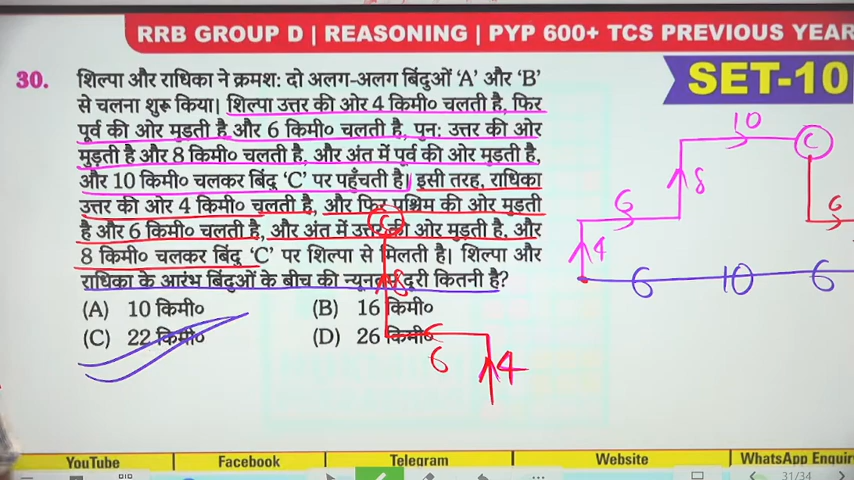 RRB GROUP D | REASONING | PYP 600+ TCS PREVIOUS YEAR
SET-10
30. शिल्पा और राधिका ने क्रमश: दो अलग-अलग बिंदुओं 'A' और 'B'
से चलना शुरू किया। शिल्पा उत्तर की ओर 4 किमी० चलती है, फिर
पूर्व की ओर मुड़ती है और 6 किमी० चलती है, पुन: उत्तर की ओर
मुड़ती है और 8 किमी० चलती है, और अंत में पूर्व की ओर मुड़ती है,
और 10 किमी० चलकर बिंदु 'C' पर पहुँचती है। इसी तरह, राधिका
उत्तर की ओर 4 किमी० चलती है, और फिर पश्चिम की ओर मुड़ती
है और 6 किमी० चलती है, और अंत में उत्तर की ओर मुड़ती है, और
8 किमी० चलकर बिंदु 'C' पर शिल्पा से मिलती है। शिल्पा और
राधिका के आरंभ बिंदुओं के बीच की न्यूनतम दूरी कितनी है?
(A) 10 किमी० (B) 16 किमी०
(C) 22 किमी० (D) 26 किमी०
10
C
8
6
6
4
6 10 6
C
8
6
4
YouTube Facebook Telegram Website WhatsApp Enquir
31/34